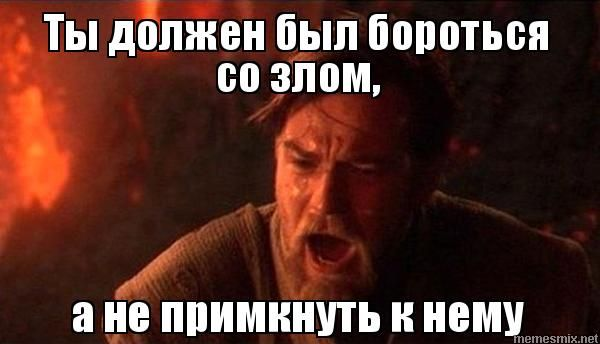 Ты должен был бороться
со злом,
а не примкнуть к нему
memesmix.net